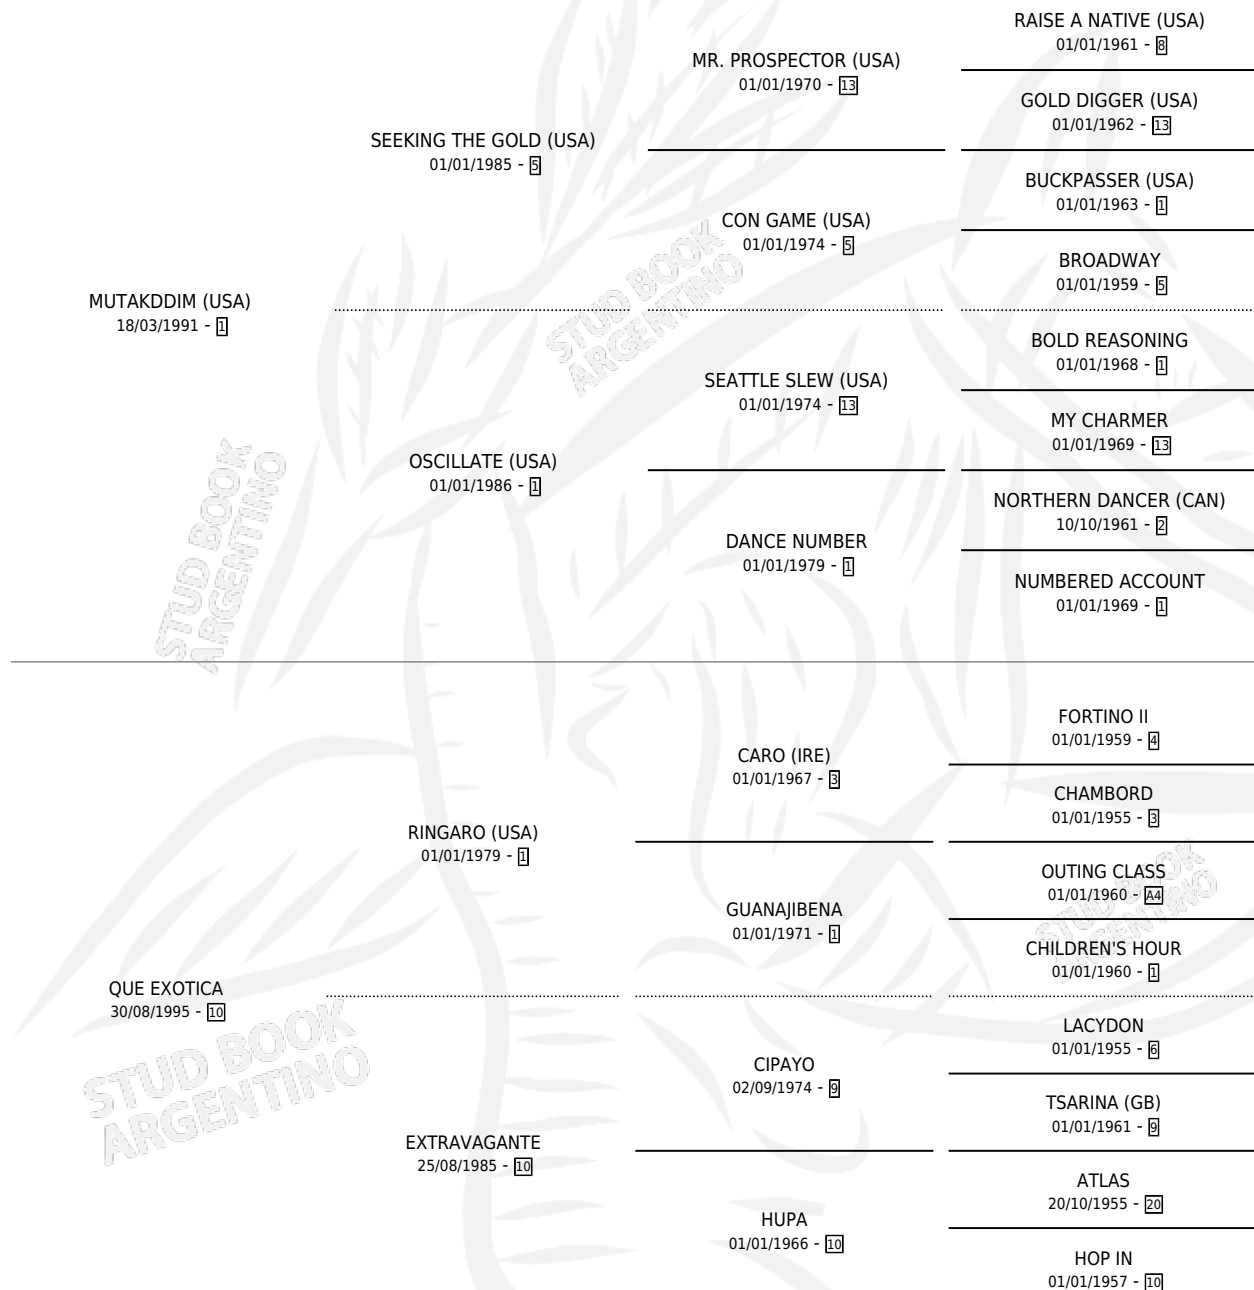 RAISE A NATIVE (USA)
01/01/1961 - 8
MR. PROSPECTOR (USA)
01/01/1970 - 13
GOLD DIGGER (USA)
01/01/1962 - 13
SEEKING THE GOLD (USA)
01/01/1985 - 5
BUCKPASSER (USA)
01/01/1963 - 1
CON GAME (USA)
01/01/1974 - 5
BROADWAY
01/01/1959 - 5
MUTAKDDIM (USA)
18/03/1991 - 1
BOLD REASONING
01/01/1968 - 1
SEATTLE SLEW (USA)
01/01/1974 - 13
MY CHARMER
01/01/1969 - 13
OSCILLATE (USA)
01/01/1986 - 1
NORTHERN DANCER (CAN)
10/10/1961 - 2
DANCE NUMBER
01/01/1979 - 1
NUMBERED ACCOUNT
01/01/1969 - 1
FORTINO II
01/01/1959 - 4
CARO (IRE)
01/01/1967 - 3
CHAMBORD
01/01/1955 - 3
RINGARO (USA)
01/01/1979 - 1
OUTING CLASS
01/01/1960 - A4
GUANAJIBENA
01/01/1971 - 1
CHILDREN'S HOUR
01/01/1960 - 1
QUE EXOTICA
30/08/1995 - 10
LACYDON
01/01/1955 - 6
CIPAYO
02/09/1974 - 9
TSARINA (GB)
01/01/1961 - 9
EXTRAVAGANTE
25/08/1985 - 10
ATLAS
20/10/1955 - 20
HUPA
01/01/1966 - 10
HOP IN
01/01/1957 - 10
STUD BOOK
ARGENTINO
STUD BOOK
ARGENTINO
STUD BOOK
ARGENTINO
STUD BOOK
ARGENTINO